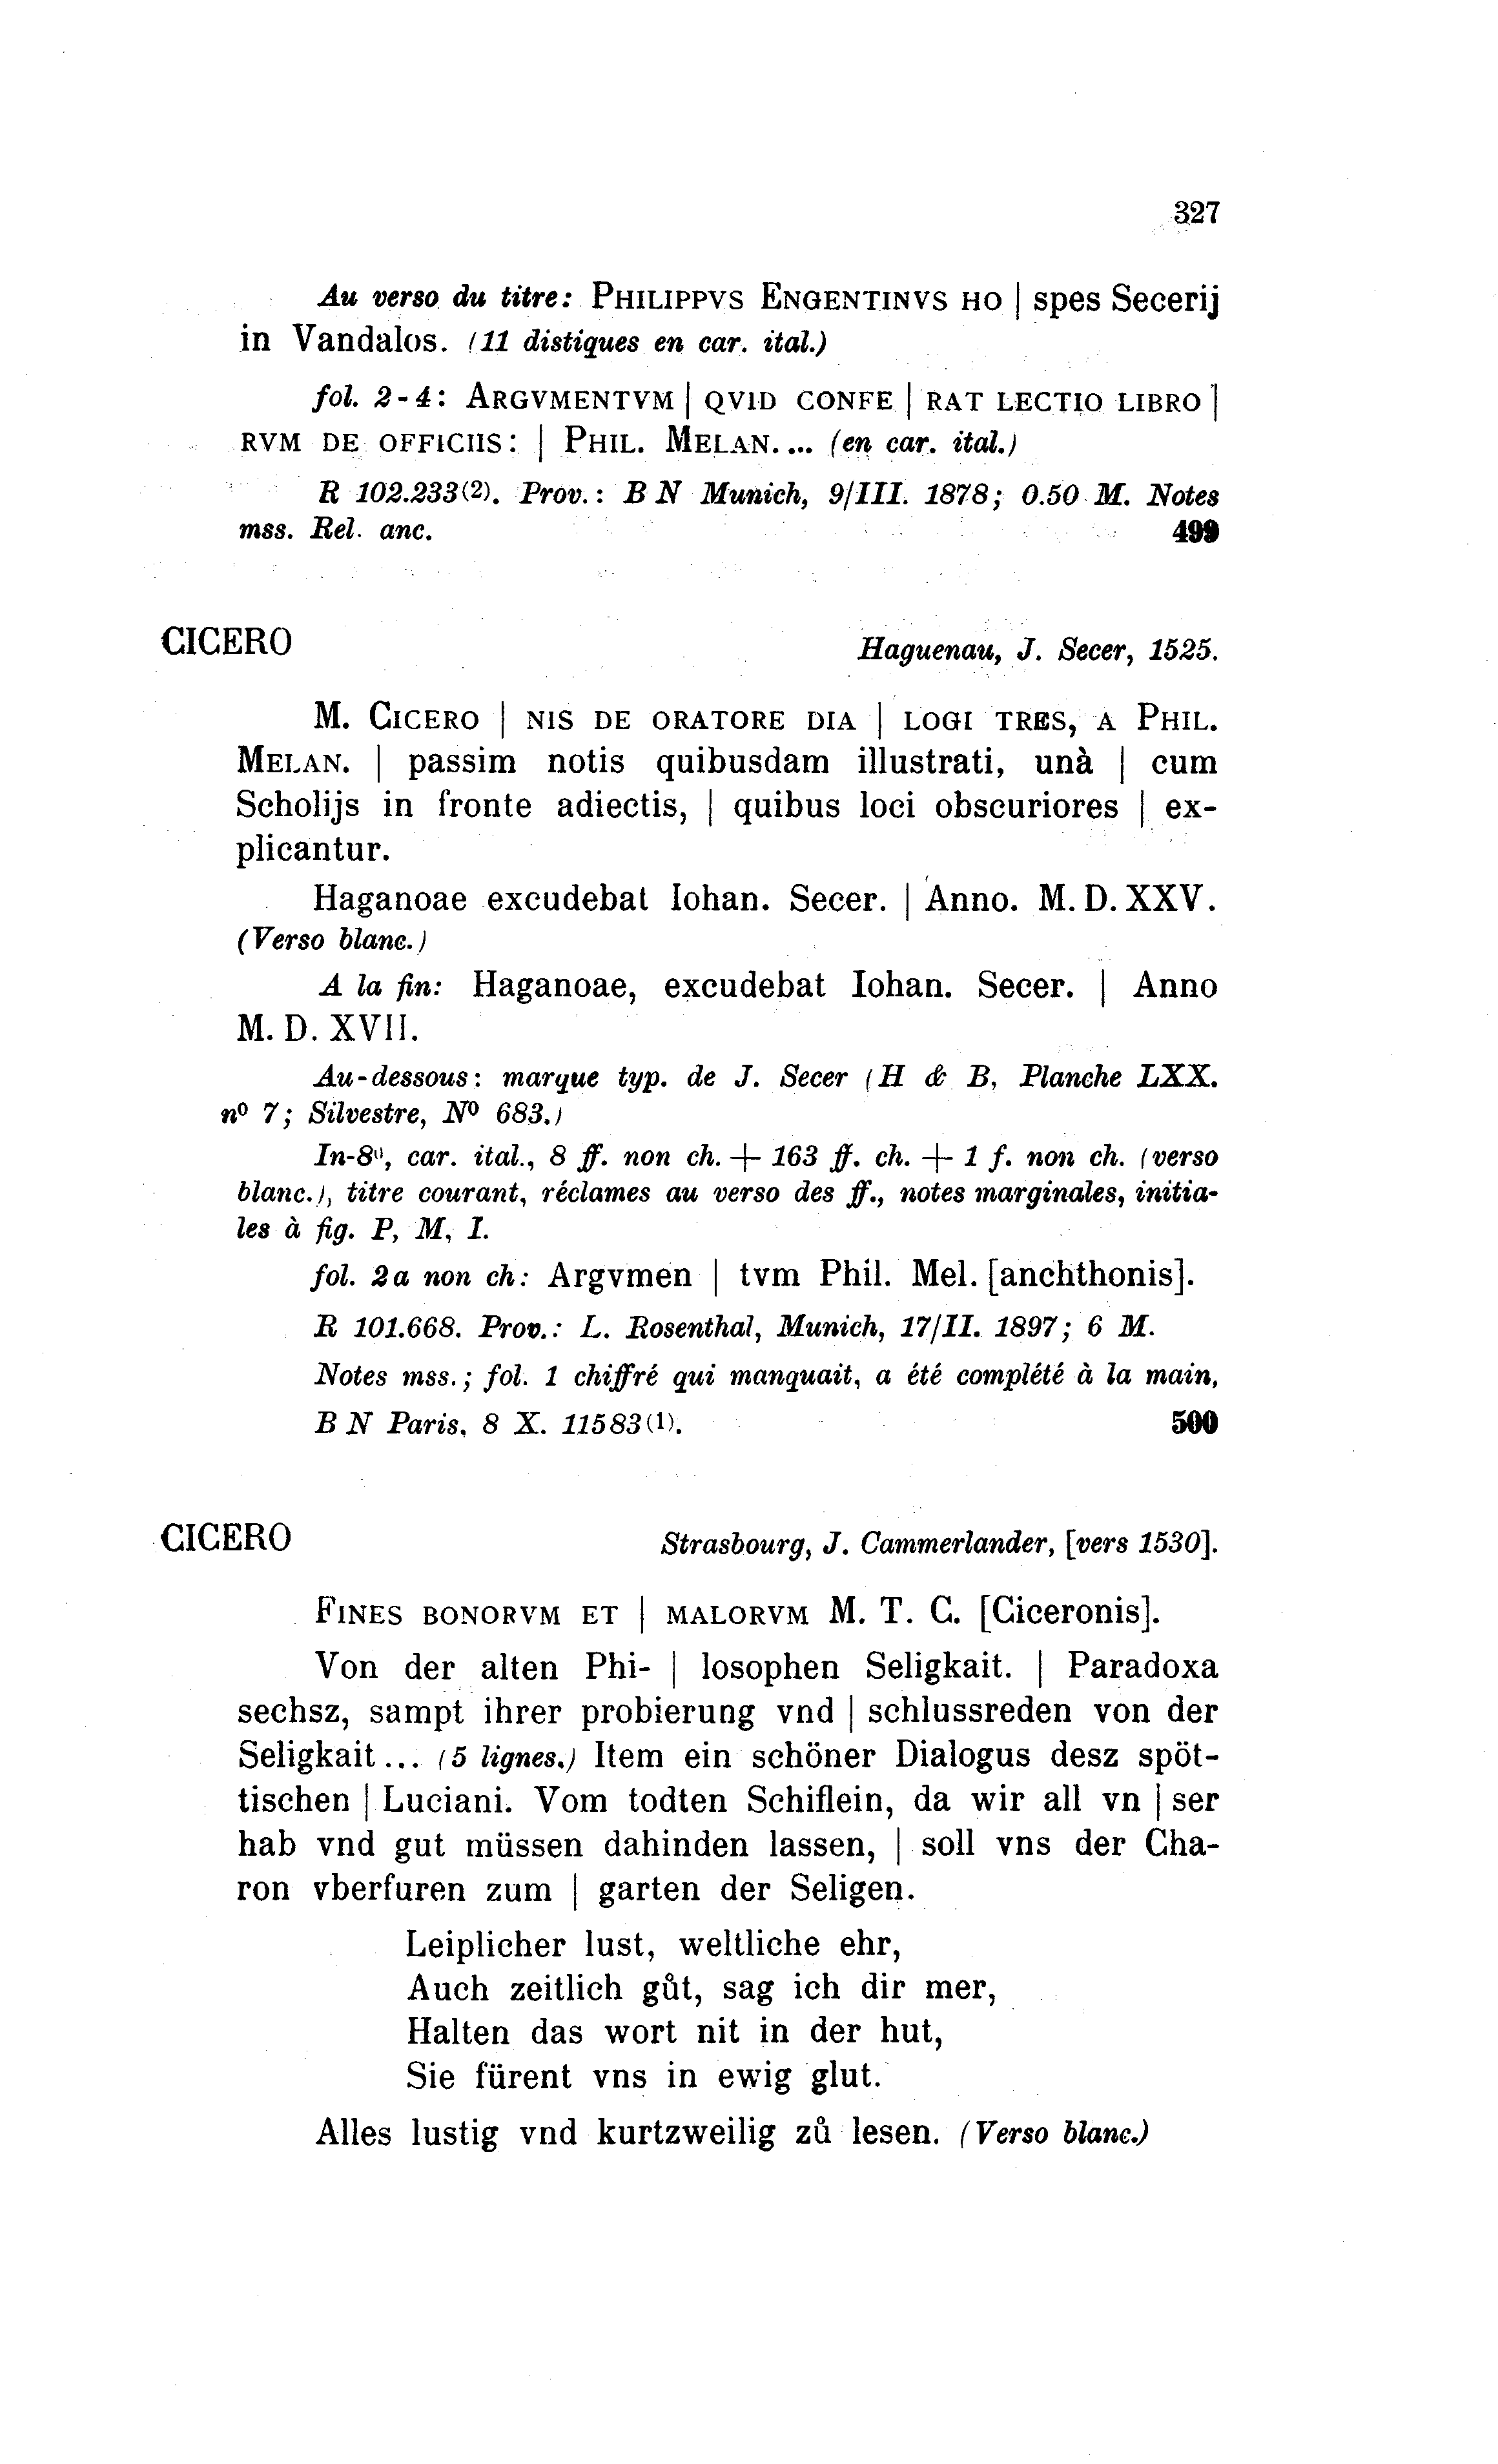 327
Au verso du titre: PHILIPPVS ENGENTINVS HO | spes Secerij
in Vandalos. (11 distiques en car. ital.)
fol. 2-4: ARGVMENTVM | QVID CONFE | RAT LECTIO LIBRO |
RVM DE OFFICIIS: | PHIL. MELAN.... (en car. ital.)
R 102.233(2). Prov.: B N Munich, 9/III. 1878; 0.50 M. Notes
mss. Rel. anc. 499
CICERO Haguenau, J. Secer, 1525.
M. CICERO | NIS DE ORATORE DIA | LOGI TRES, A PHIL.
MELAN. | passim notis quibusdam illustrati, unà | cum
Scholijs in fronte adiectis, | quibus loci obscuriores | ex-
plicantur.
Haganoae excudebat Iohan. Secer. | Anno. M. D. XXV.
(Verso blanc.)
A la fin: Haganoae, excudebat Iohan. Secer. | Anno
M. D. XVII.
Au-dessous: marque typ. de J. Secer (H & B, Planche LXX.
nº 7; Silvestre, Nº 683.)
In-8º, car. ital., 8 ff. non ch. + 163 ff. ch. + 1 f. non ch. (verso
blanc.), titre courant, réclames au verso des ff., notes marginales, initia-
les à fig. P, M, I.
fol. 2a non ch: Argvmen | tvm Phil. Mel. [anchthonis].
R 101.668. Prov.: L. Rosenthal, Munich, 17/II. 1897; 6 M.
Notes mss.; fol. 1 chiffré qui manquait, a été complété à la main,
B N Paris, 8 X. 11583(1). 500
CICERO Strasbourg, J. Cammerlander, [vers 1530].
FINES BONORVM ET | MALORVM M. T. C. [Ciceronis].
Von der alten Phi- | losophen Seligkait. | Paradoxa
sechsz, sampt ihrer probierung vnd | schlussreden von der
Seligkait... (5 lignes.) Item ein schöner Dialogus desz spöt-
tischen | Luciani. Vom todten Schiflein, da wir all vn | ser
hab vnd gut müssen dahinden lassen, | soll vns der Cha-
ron vberfuren zum | garten der Seligen.
Leiplicher lust, weltliche ehr,
Auch zeitlich gůt, sag ich dir mer,
Halten das wort nit in der hut,
Sie fürent vns in ewig glut.
Alles lustig vnd kurtzweilig zů lesen. (Verso blanc.)